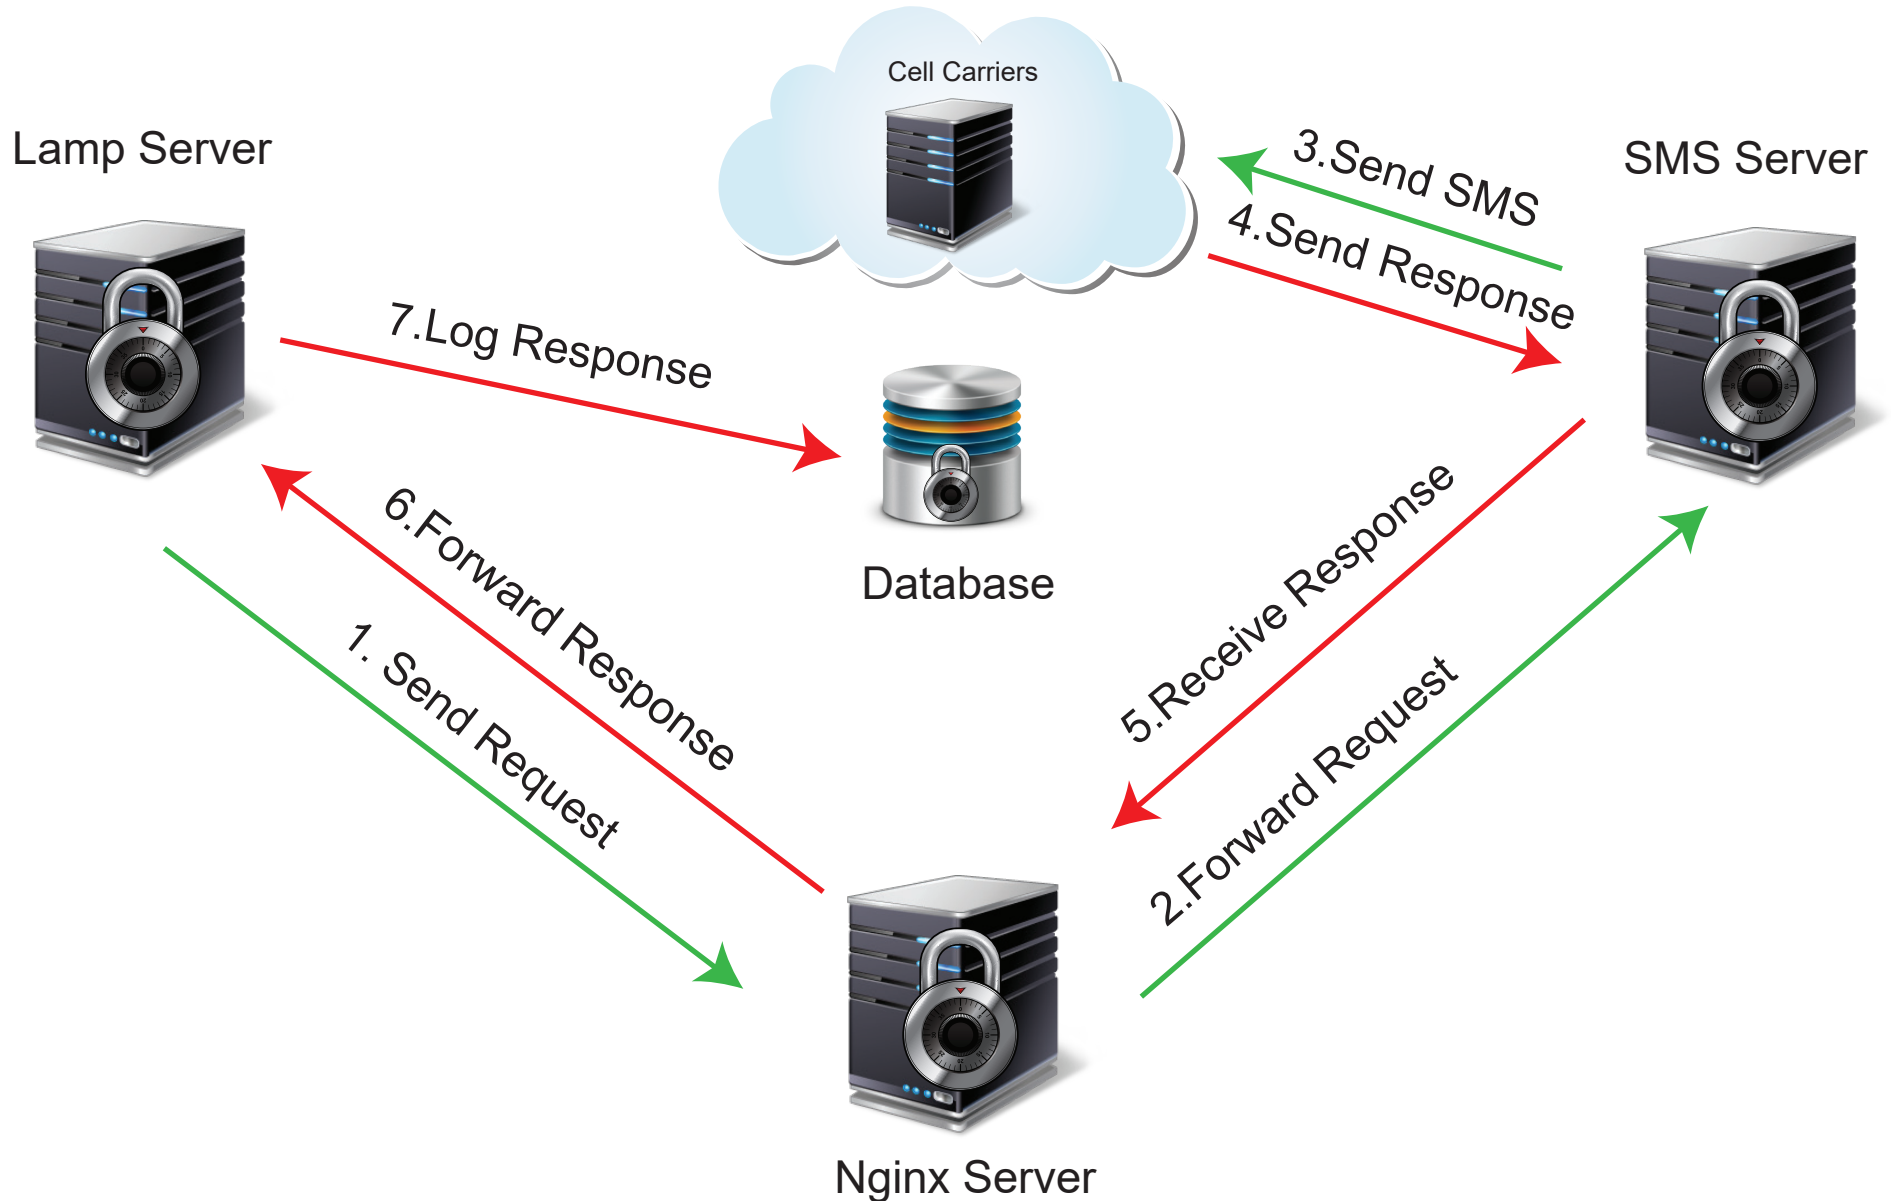 Cell Carriers
Lamp Server
SMS Server
3.Send SMS
4.Send Response
7.Log Response
Database
6.Forward Response
1. Send Request
5.Receive Response
2.Forward Request
Nginx Server